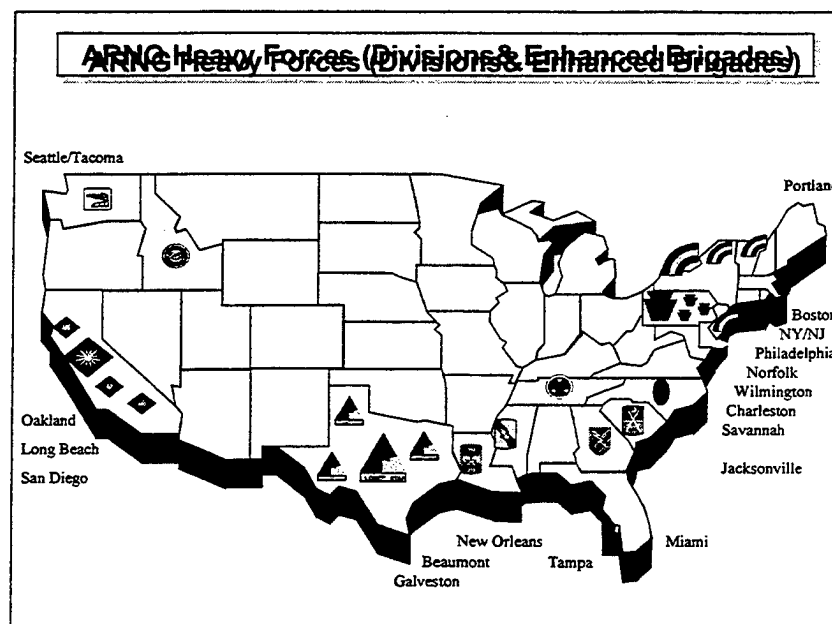 ARNG Heavy Forces (Divisions& Enhanced Brigades)
Seattle/Tacoma
Portland
Boston
NY/NJ
Philadelphia
Norfolk
Wilmington
Charleston
Savannah
Jacksonville
Oakland
Long Beach
San Diego
New Orleans
Beaumont
Galveston
Tampa
Miami